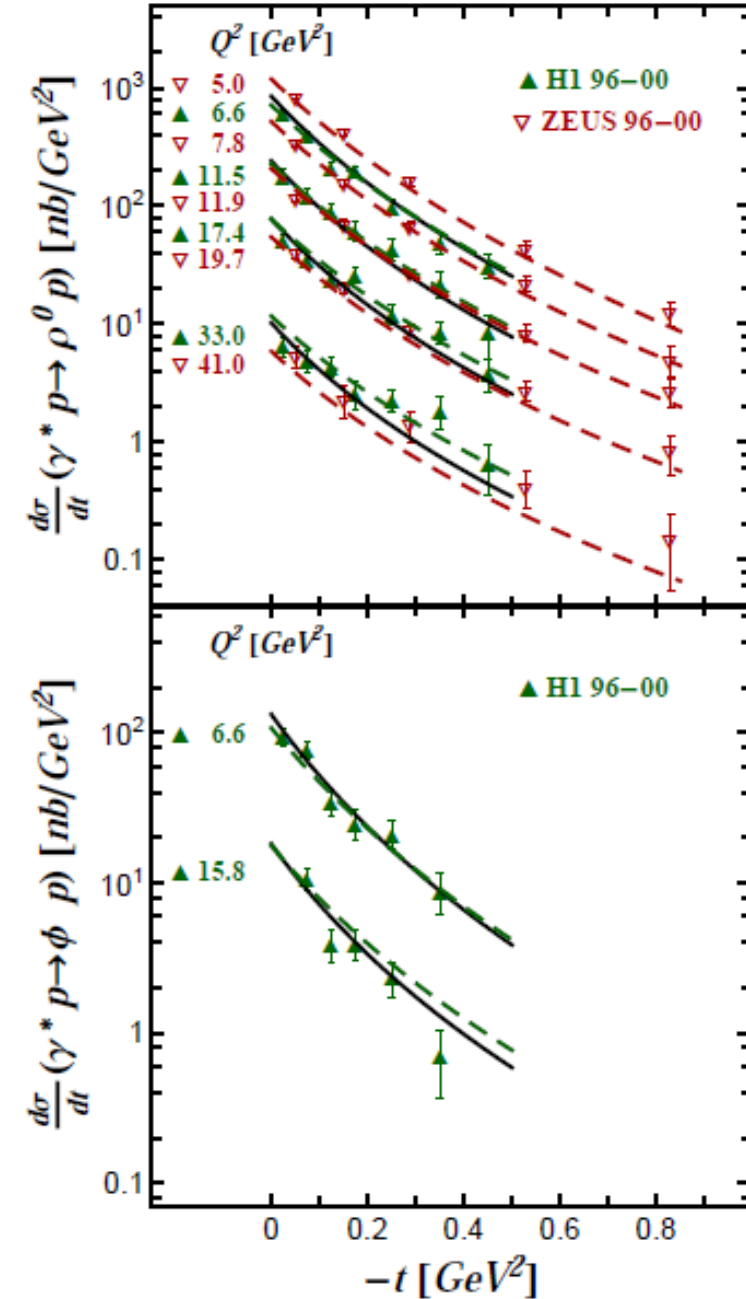 Q² [GeV²]
▽ 5.0
▲ 6.6
▽ 7.8
▲ 11.5
▽ 11.9
▲ 17.4
▽ 19.7
▲ 33.0
▽ 41.0
▲ H1 96–00
▽ ZEUS 96–00
10³
10²
10¹
1
0.1
dσ/dt (γ* p→ ρ⁰ p) [nb/GeV²]
Q² [GeV²]
▲ 6.6
▲ 15.8
▲ H1 96–00
10²
10¹
1
0.1
dσ/dt (γ* p→ϕ p) [nb/GeV²]
0 0.2 0.4 0.6 0.8
−t [GeV²]